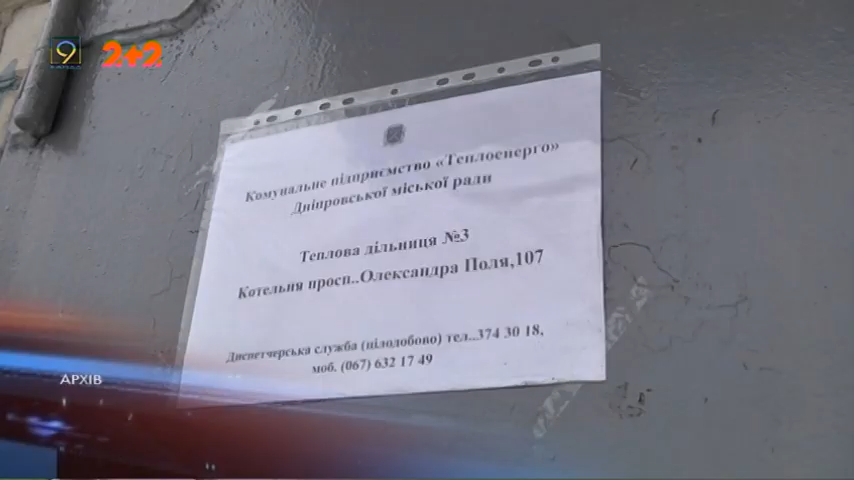 9
2+2
Комунальне підприємство «Теплоенерго»
Дніпровської міської ради
Теплова дільниця №3
Котельня просп..Олександра Поля,107
Диспетчерська служба (цілодобово) тел..374 30 18,
моб. (067) 632 17 49
АРХІВ